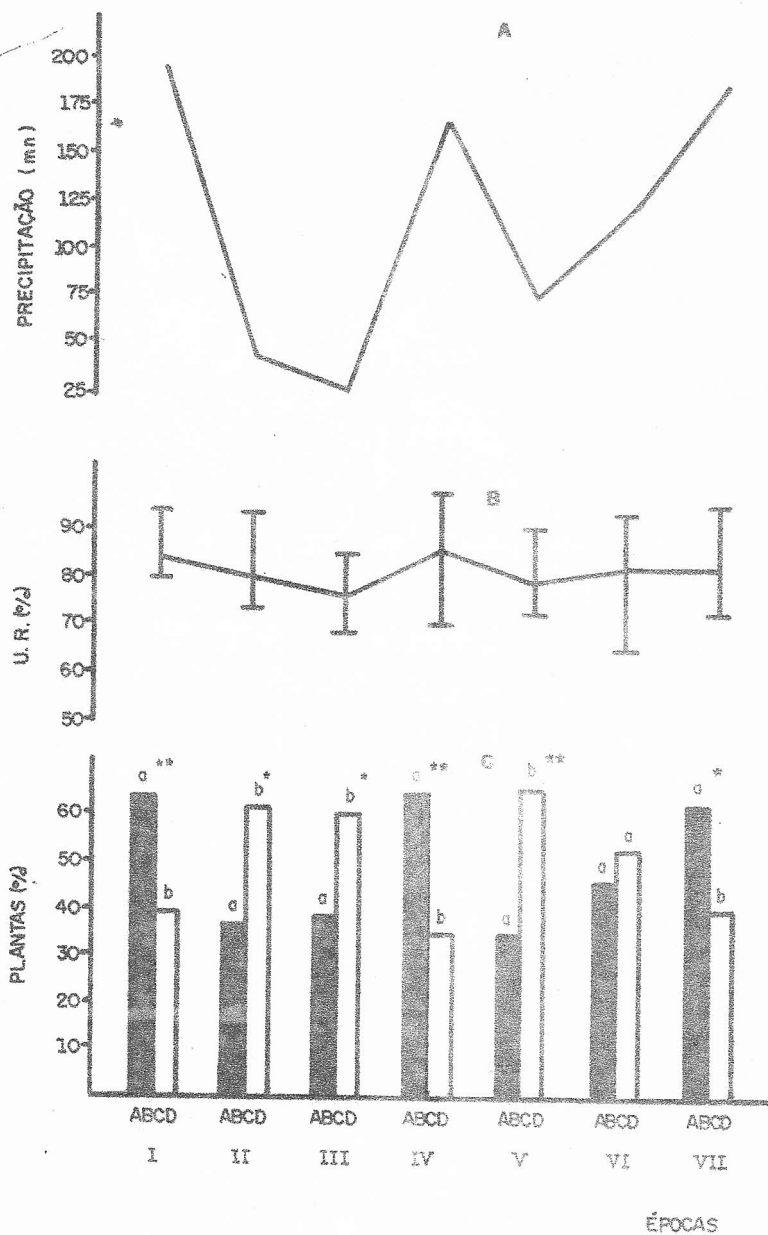 A
PRECIPITAÇÃO (mn)
200
175
150
125
100
75
50
25
B
U. R. (%)
90
80
70
60
50
C
PLANTAS (%)
60
50
40
30
20
10
a ** b
a b *
a b *
a ** b
a b **
a a
a * b
ABCD ABCD ABCD ABCD ABCD ABCD ABCD
I II III IV V VI VII
ÉPOCAS